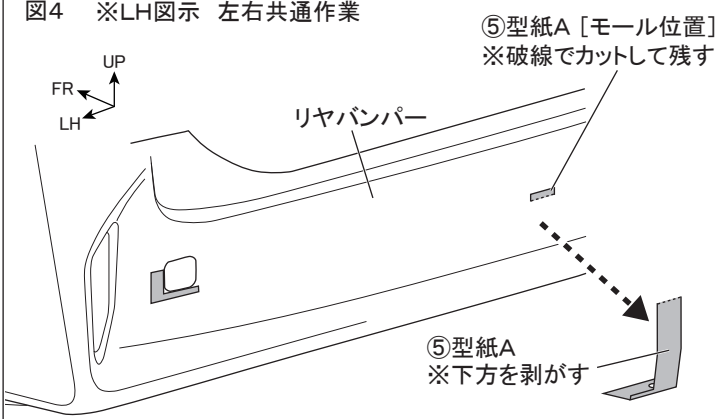 図4 ※LH図示 左右共通作業
⑤型紙A [モール位置]
※破線でカットして残す
UP
FR
LH
リヤバンパー
⑤型紙A
※下方を剥がす